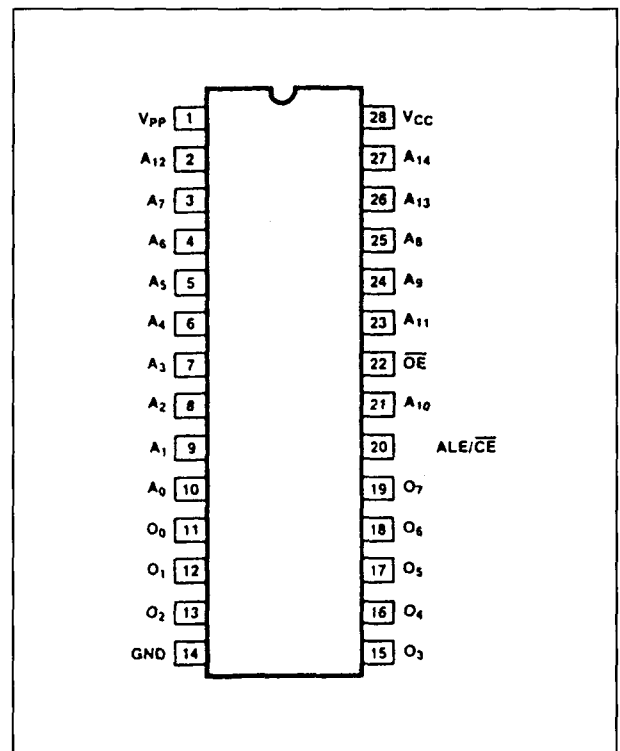 VPP 1 28 VCC
A12 2 27 A14
A7 3 26 A13
A6 4 25 A8
A5 5 24 A9
A4 6 23 A11
A3 7 22 O̅E̅
A2 8 21 A10
A1 9 20 ALE/C̅E̅
A0 10 19 O7
O0 11 18 O6
O1 12 17 O5
O2 13 16 O4
GND 14 15 O3